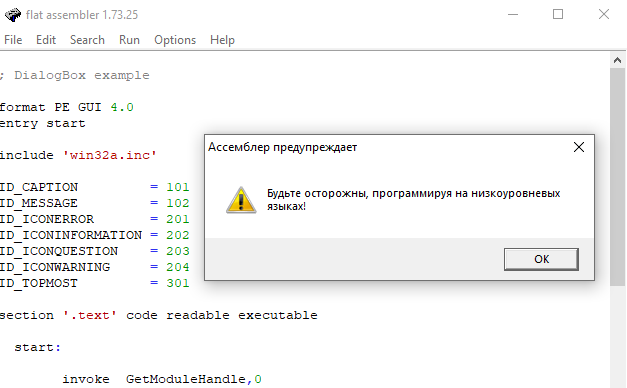 flat assembler 1.73.25
File Edit Search Run Options Help
; DialogBox example
format PE GUI 4.0
entry start
include 'win32a.inc'
ID_CAPTION = 101
ID_MESSAGE = 102
ID_ICONERROR = 201
ID_ICONINFORMATION = 202
ID_ICONQUESTION = 203
ID_ICONWARNING = 204
ID_TOPMOST = 301
section '.text' code readable executable
start:
invoke GetModuleHandle,0
Ассемблер предупреждает
Будьте осторожны, программируя на низкоуровневых
языках!
ОК